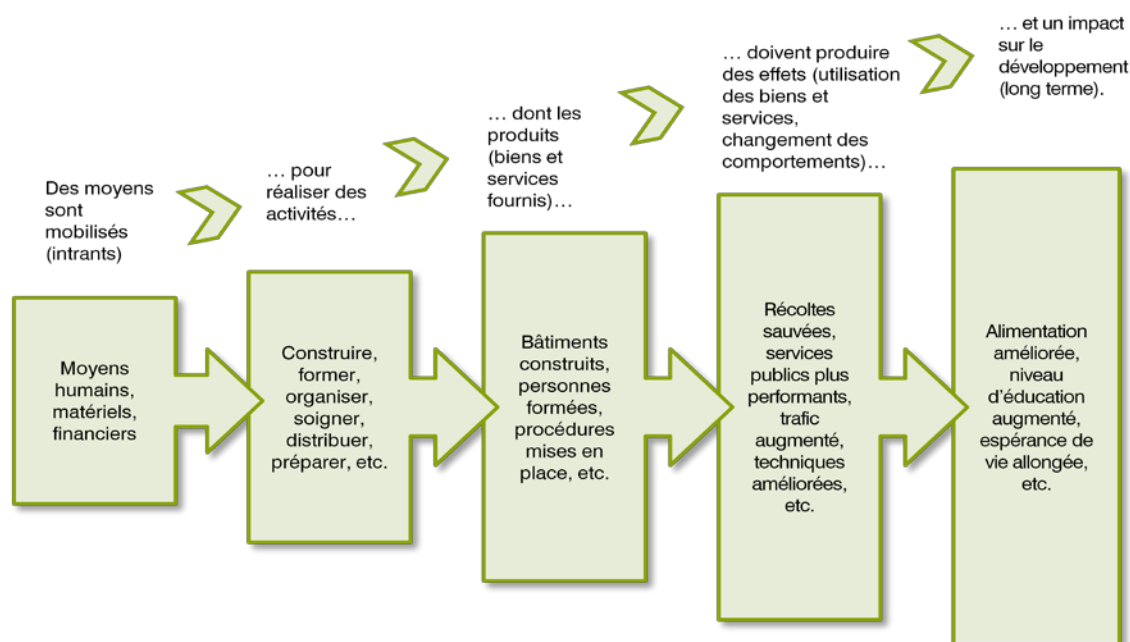 Des moyens
sont
mobilisés
(intrants)
… pour
réaliser des
activités…
… dont les
produits
(biens et
services
fournis)…
… doivent produire
des effets (utilisation
des biens et
services,
changement des
comportements)…
… et un impact
sur le
développement
(long terme).
Moyens
humains,
matériels,
financiers
Construire,
former,
organiser,
soigner,
distribuer,
préparer, etc.
Bâtiments
construits,
personnes
formées,
procédures
mises en
place, etc.
Récoltes
sauvées,
services
publics plus
performants,
trafic
augmenté,
techniques
améliorées,
etc.
Alimentation
améliorée,
niveau
d’éducation
augmenté,
espérance de
vie allongée,
etc.